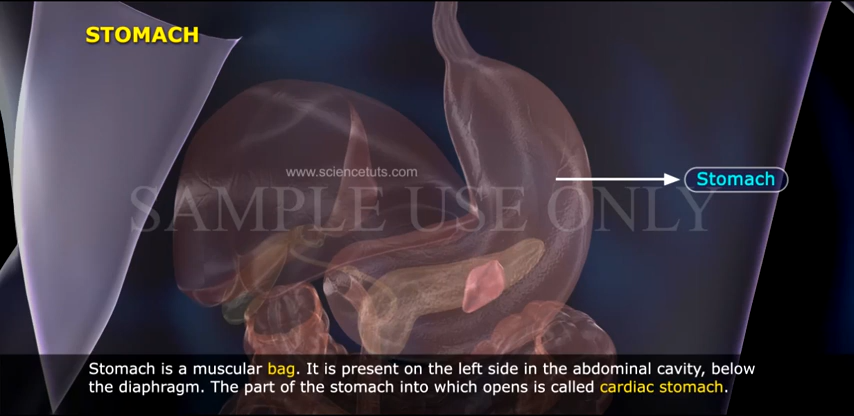 STOMACH
www.sciencetuts.com
Stomach
SAMPLE USE ONLY
Stomach is a muscular bag. It is present on the left side in the abdominal cavity, below
the diaphragm. The part of the stomach into which opens is called cardiac stomach.